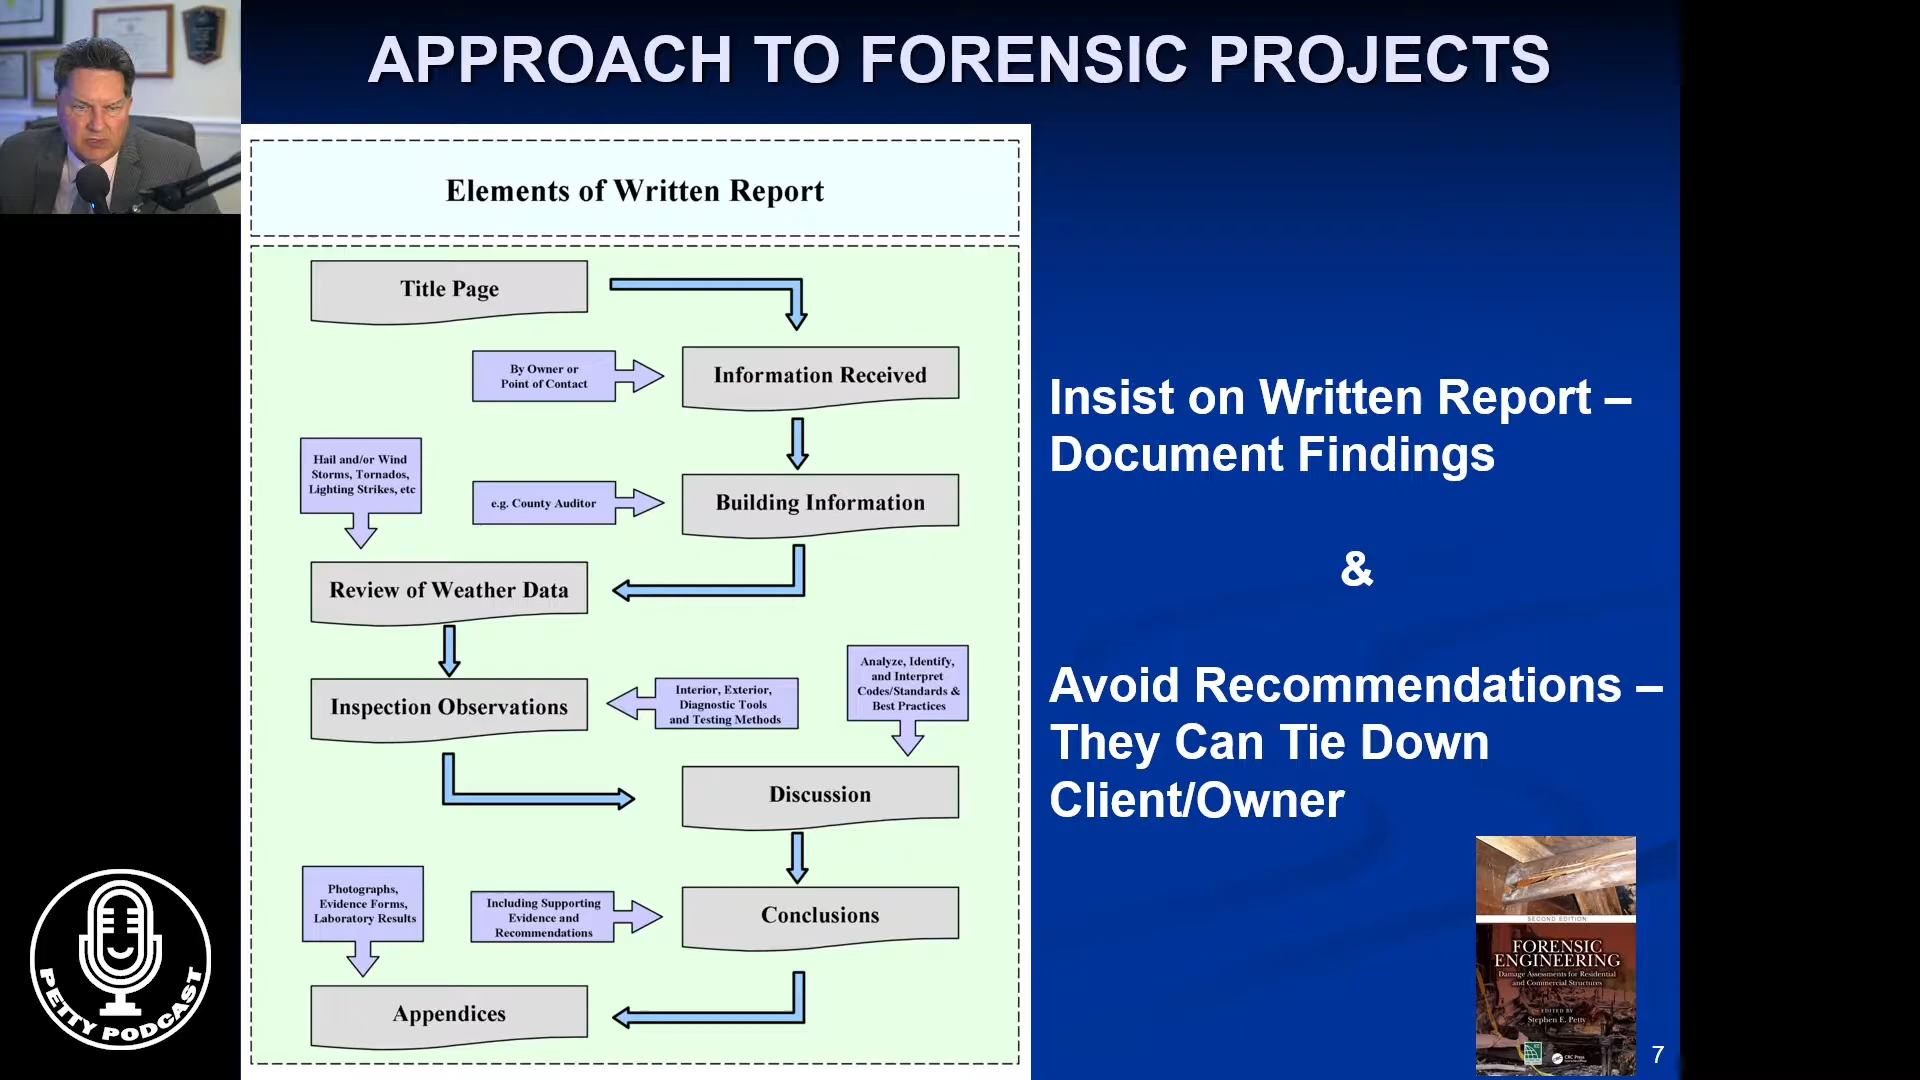 APPROACH TO FORENSIC PROJECTS
Elements of Written Report
Title Page
By Owner or
Point of Contact
Information Received
Hail and/or Wind
Storms, Tornados,
Lighting Strikes, etc
e.g. County Auditor
Building Information
Review of Weather Data
Inspection Observations
Interior, Exterior,
Diagnostic Tools
and Testing Methods
Analyze, Identify,
and Interpret
Codes/Standards &
Best Practices
Discussion
Photographs,
Evidence Forms,
Laboratory Results
Including Supporting
Evidence and
Recommendations
Conclusions
Appendices
Insist on Written Report –
Document Findings
&
Avoid Recommendations –
They Can Tie Down
Client/Owner
SECOND EDITION
FORENSIC
ENGINEERING
Damage Assessments for Residential
and Commercial Structures
EDITED BY
Stephen E. Petty
CRC Press
7
PETTY PODCAST